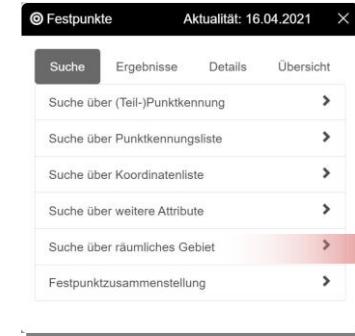 Festpunkte Aktualität: 16.04.2021
Suche Ergebnisse Details Übersicht
Suche über (Teil-)Punktkennung
Suche über Punktkennungsliste
Suche über Koordinatenliste
Suche über weitere Attribute
Suche über räumliches Gebiet
Festpunktzusammenstellung